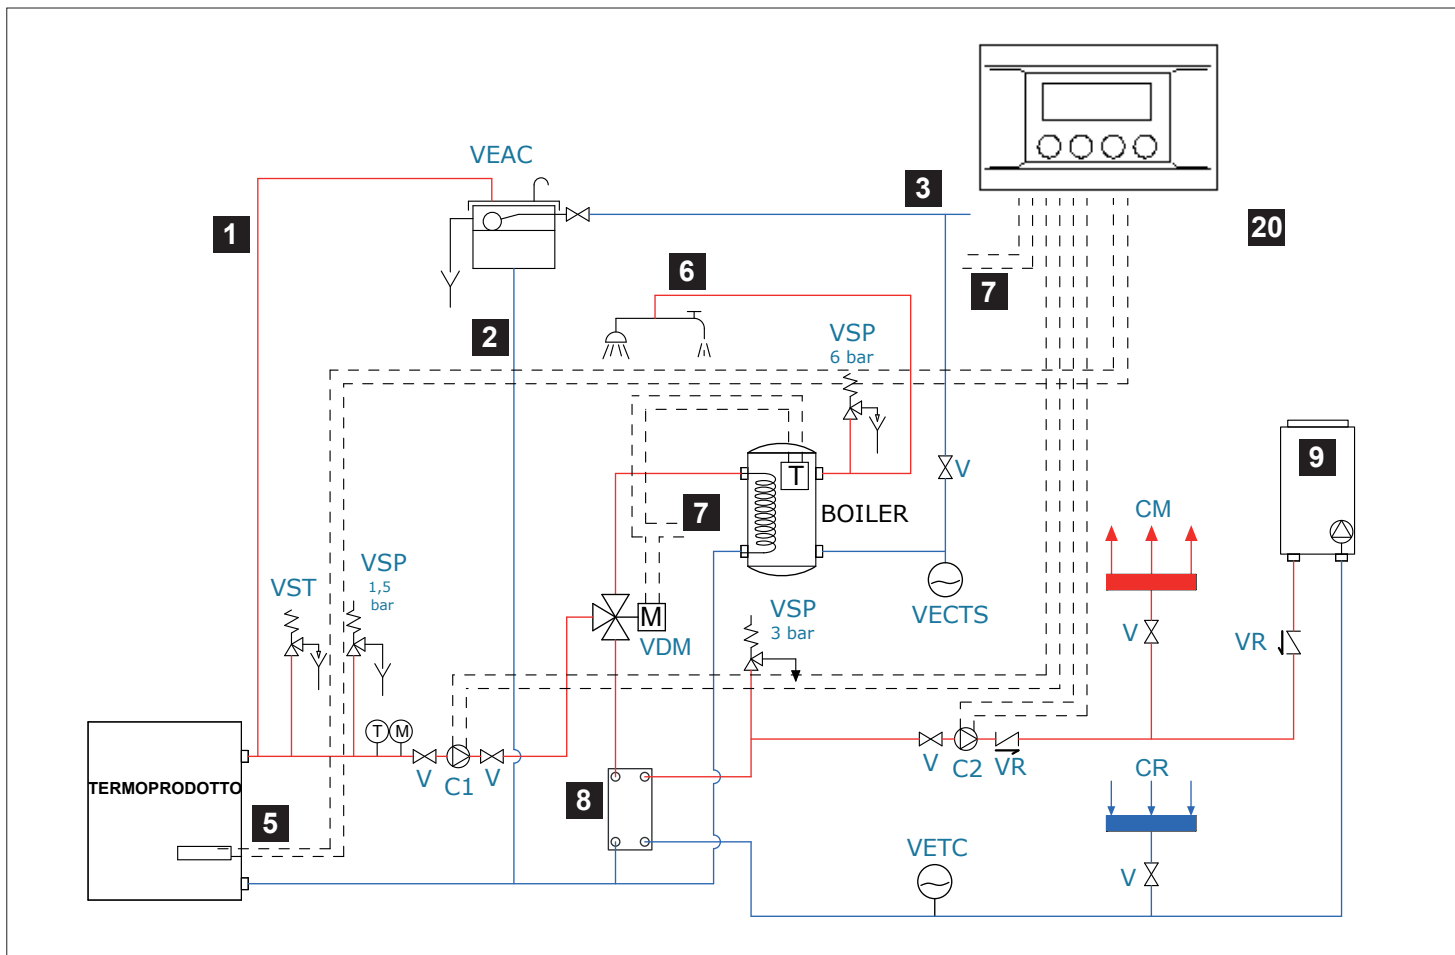 VEAC
3
1
20
6
7
2
VSP
6 bar
9
T
V
BOILER
CM
7
VSP
1,5
bar
VST
VSP
3 bar
M
VDM
VECTS
V
VR
T
M
TERMOPRODOTTO
V
C1
V
V
C2
VR
CR
8
5
VETC
V